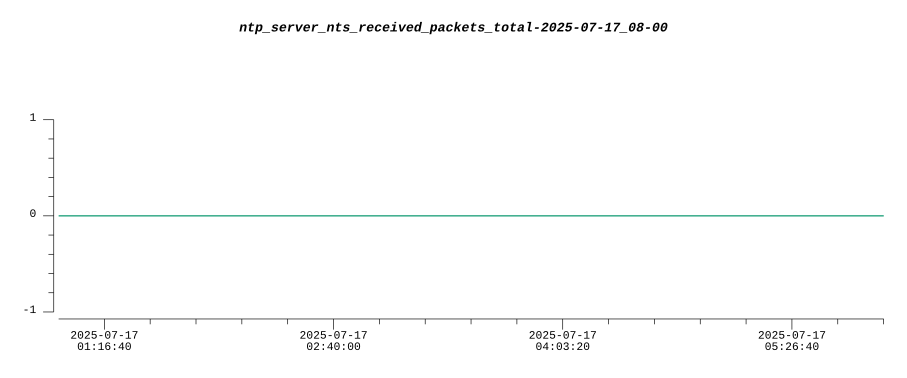 ntp_server_nts_received_packets_total-2025-07-17_08-00
1
0
-1
2025-07-17 2025-07-17 2025-07-17 2025-07-17
01:16:40 02:40:00 04:03:20 05:26:40